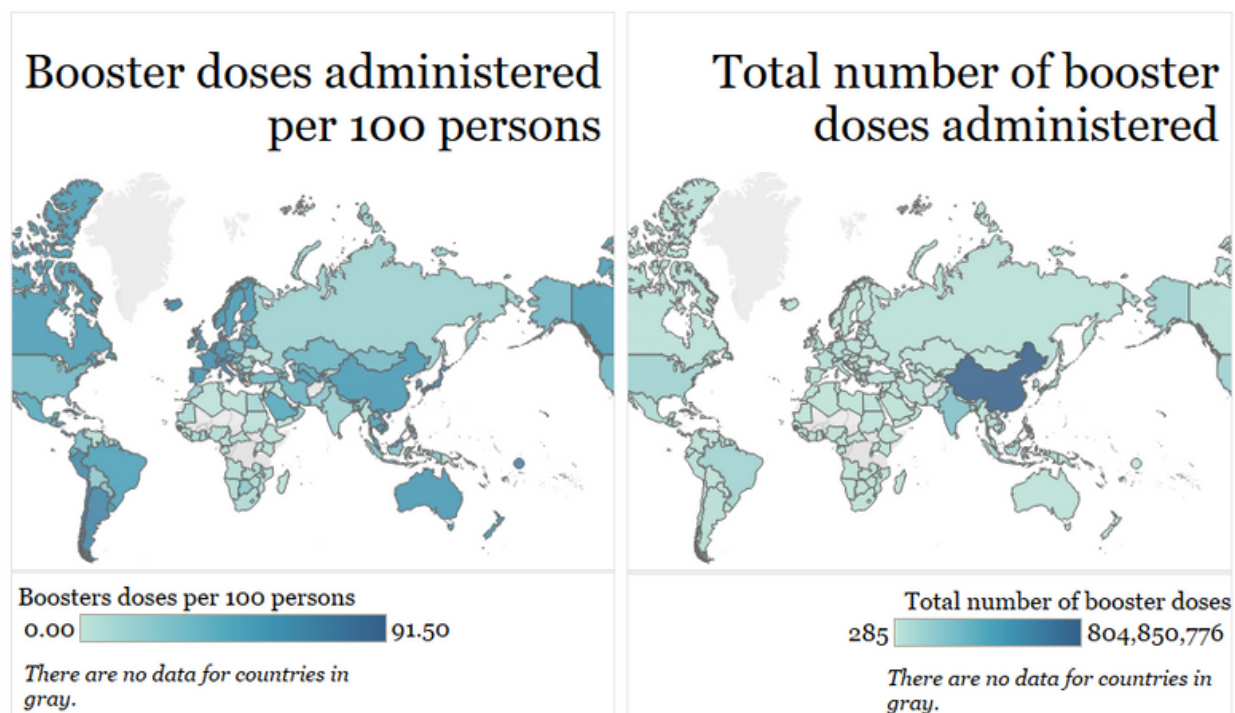 Booster doses administered
per 100 persons
Boosters doses per 100 persons
0.00 91.50
There are no data for countries in
gray.
Total number of booster
doses administered
Total number of booster doses
285 804,850,776
There are no data for countries in
gray.